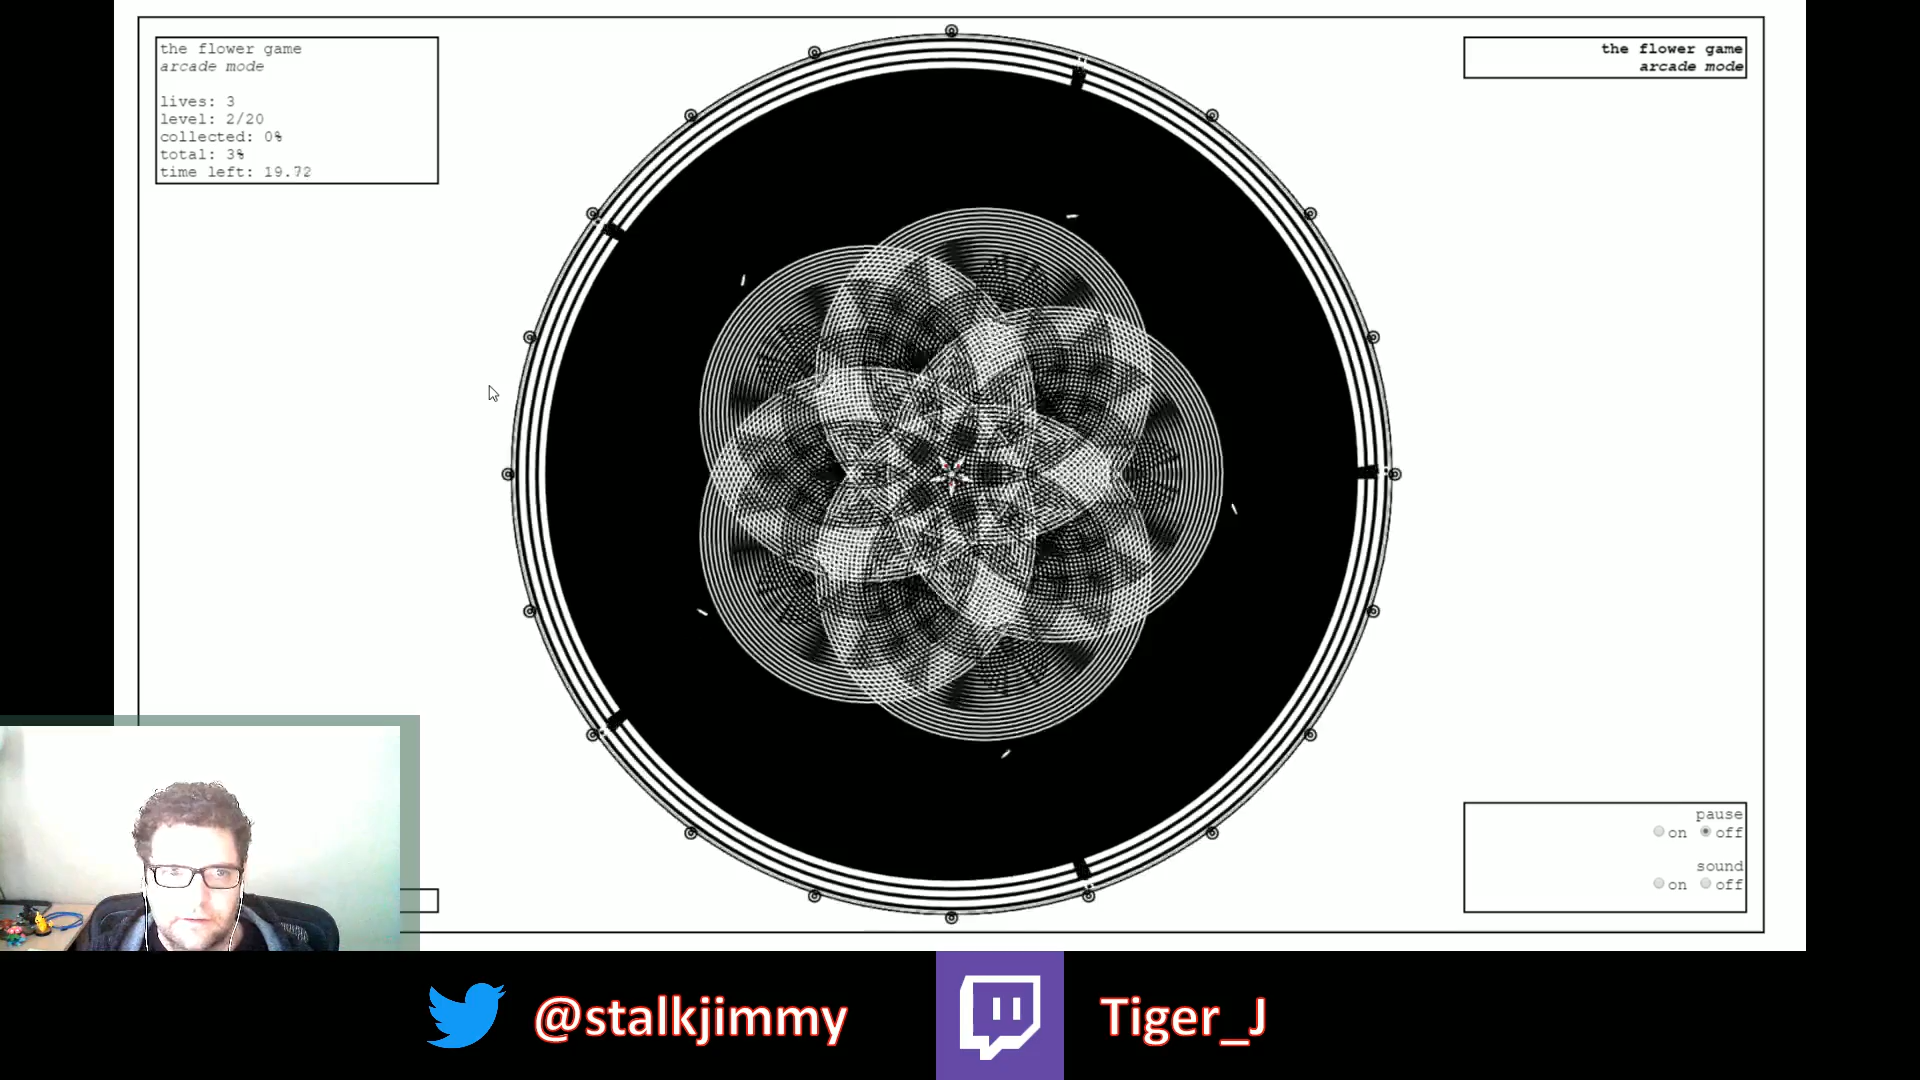 the flower game
arcade mode
lives: 3
level: 2/20
collected: 0%
total: 3%
time left: 19.72
the flower game
arcade mode
pause
on off
sound
on off
@stalkjimmy
Tiger_J